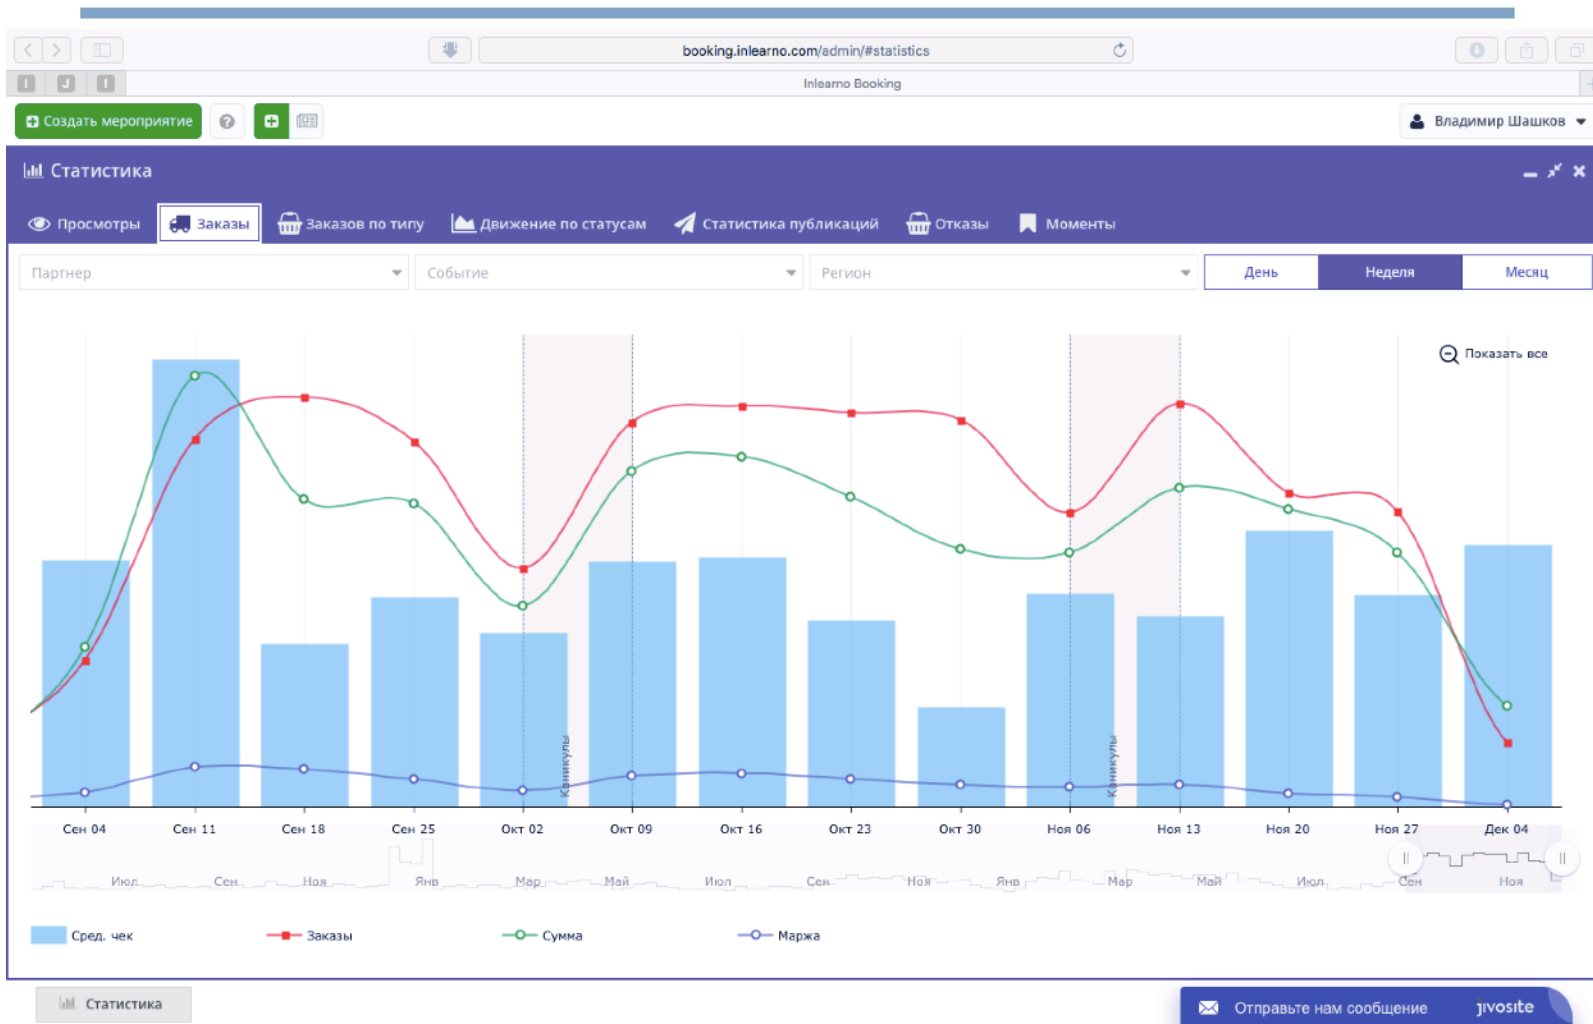 booking.inlearno.com/admin/#statistics
I J I
Inlearno Booking
Создать мероприятие
?
Владимир Шашков
Статистика
Просмотры Заказы Заказов по типу Движение по статусам Статистика публикаций Отказы Моменты
Партнер Событие Регион День Неделя Месяц
Показать все
Каникулы Каникулы
Сен 04 Сен 11 Сен 18 Сен 25 Окт 02 Окт 09 Окт 16 Окт 23 Окт 30 Ноя 06 Ноя 13 Ноя 20 Ноя 27 Дек 04
Июл Сен Ноя Янв Мар Май Июл Сен Ноя Янв Мар Май Июл Сен Ноя
Сред. чек Заказы Сумма Маржа
Статистика
Отправьте нам сообщение jivosite